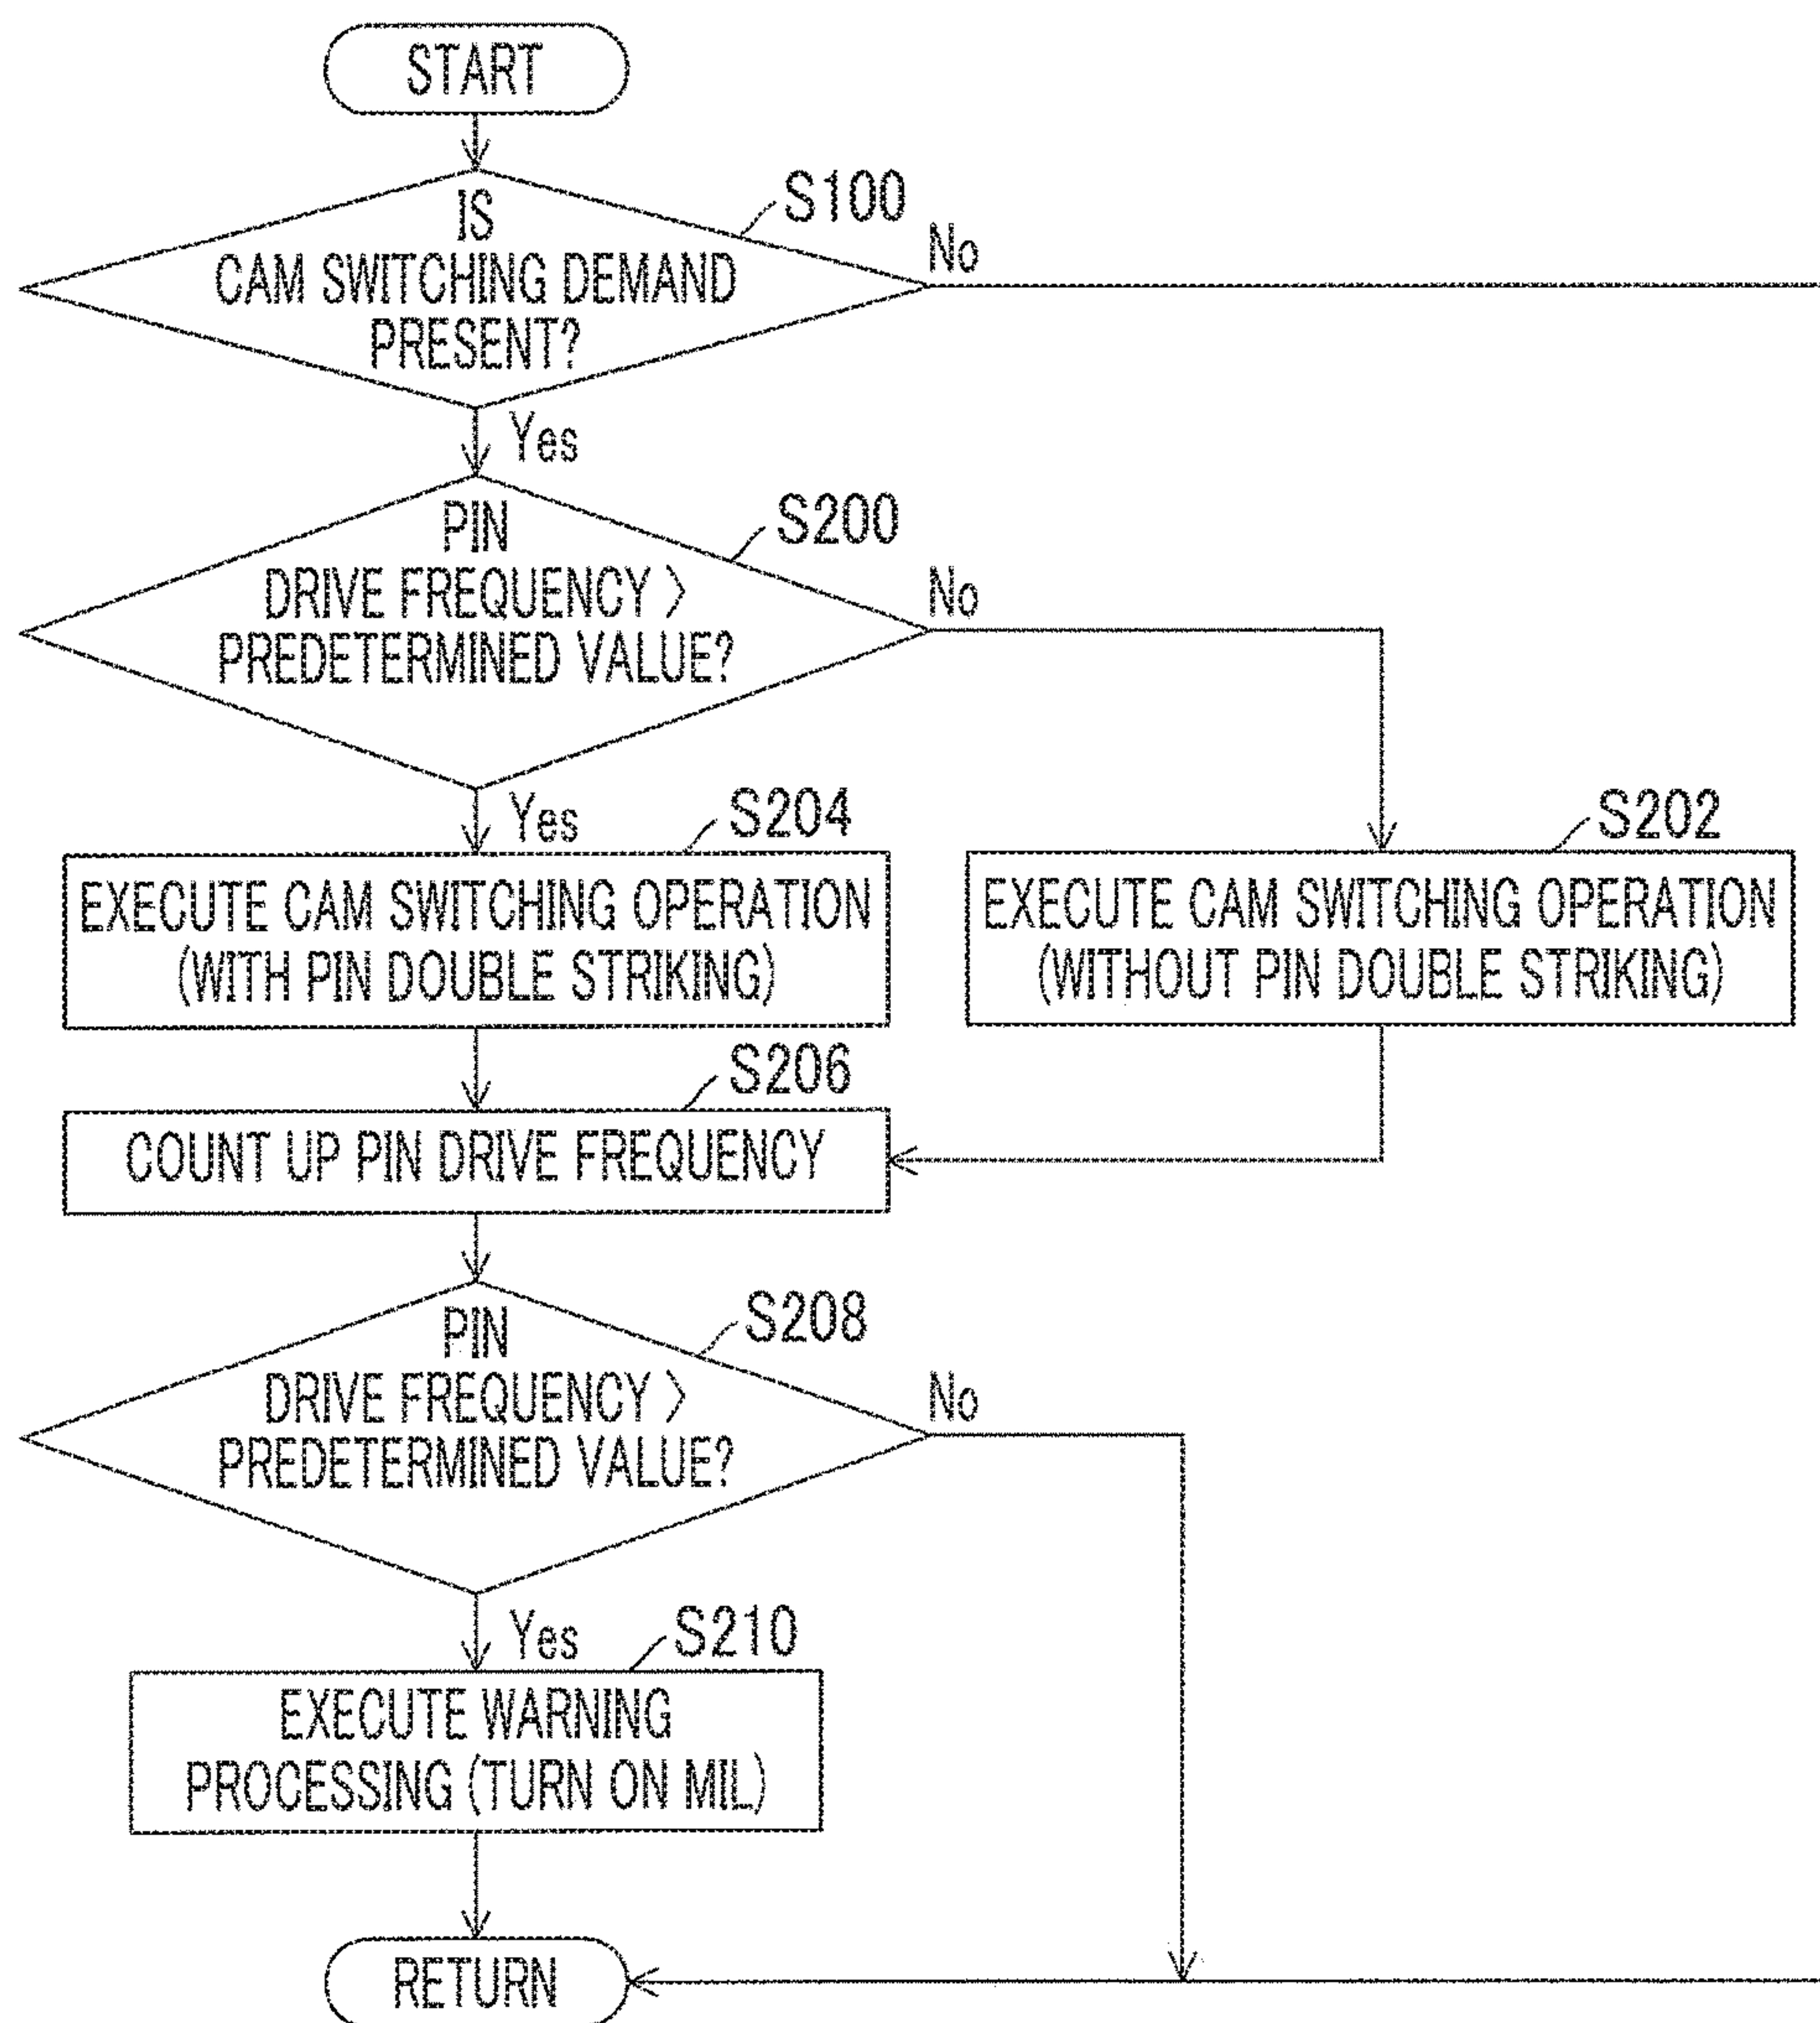 START
S100
IS
CAM SWITCHING DEMAND
PRESENT?
No
Yes
S200
PIN
DRIVE FREQUENCY >
PREDETERMINED VALUE?
No
Yes
S204
EXECUTE CAM SWITCHING OPERATION
(WITH PIN DOUBLE STRIKING)
S202
EXECUTE CAM SWITCHING OPERATION
(WITHOUT PIN DOUBLE STRIKING)
S206
COUNT UP PIN DRIVE FREQUENCY
S208
PIN
DRIVE FREQUENCY >
PREDETERMINED VALUE?
No
Yes
S210
EXECUTE WARNING
PROCESSING (TURN ON MIL)
RETURN